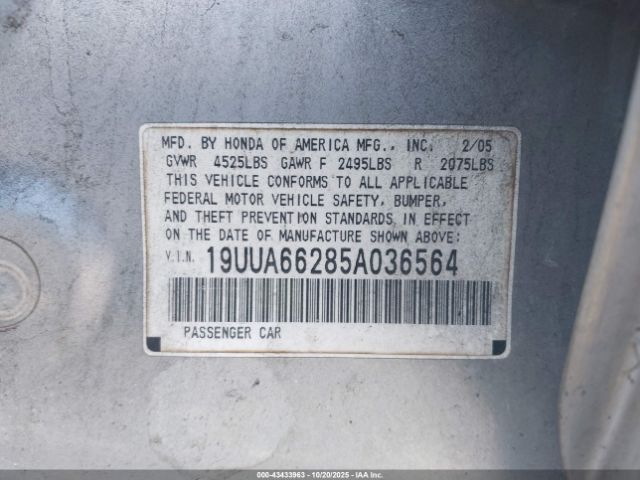 MFD. BY HONDA OF AMERICA MFG., INC. 2/05
GVWR 4525LBS GAWR F 2495LBS R 2075LBS
THIS VEHICLE CONFORMS TO ALL APPLICABLE
FEDERAL MOTOR VEHICLE SAFETY, BUMPER,
AND THEFT PREVENTION STANDARDS IN EFFECT
ON THE DATE OF MANUFACTURE SHOWN ABOVE:
V.I.N. 19UUA66285A036564
PASSENGER CAR
000-43433963 | 10/20/2025 | © IAA, LLC